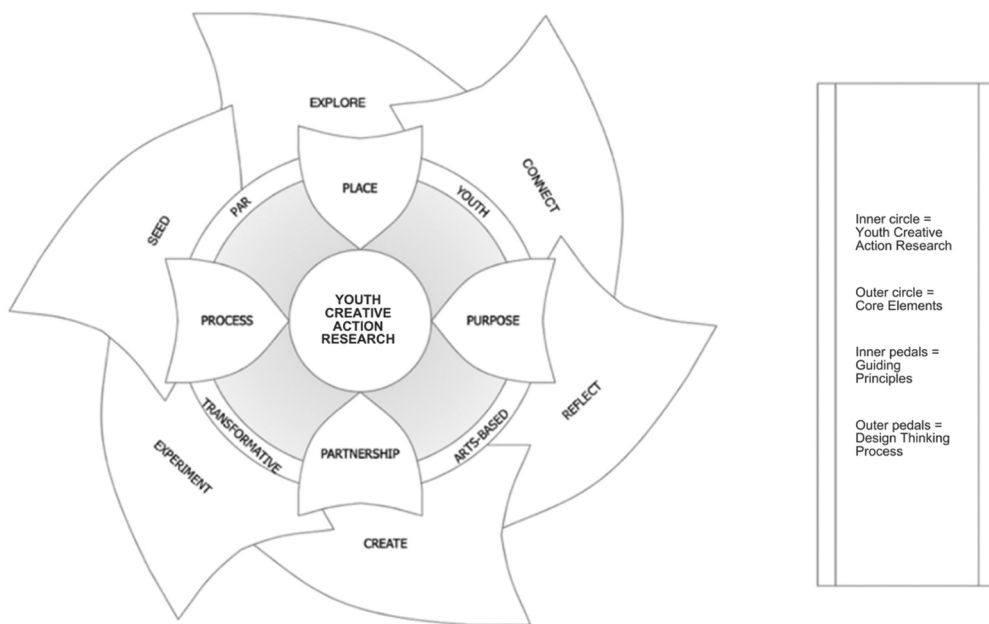 EXPLORE
CONNECT
REFLECT
CREATE
EXPERIMENT
SEED
PLACE
PURPOSE
PARTNERSHIP
PROCESS
PAR
YOUTH
ARTS-BASED
TRANSFORMATIVE
YOUTH
CREATIVE
ACTION
RESEARCH
Inner circle =
Youth Creative
Action Research
Outer circle =
Core Elements
Inner pedals =
Guiding
Principles
Outer pedals =
Design Thinking
Process